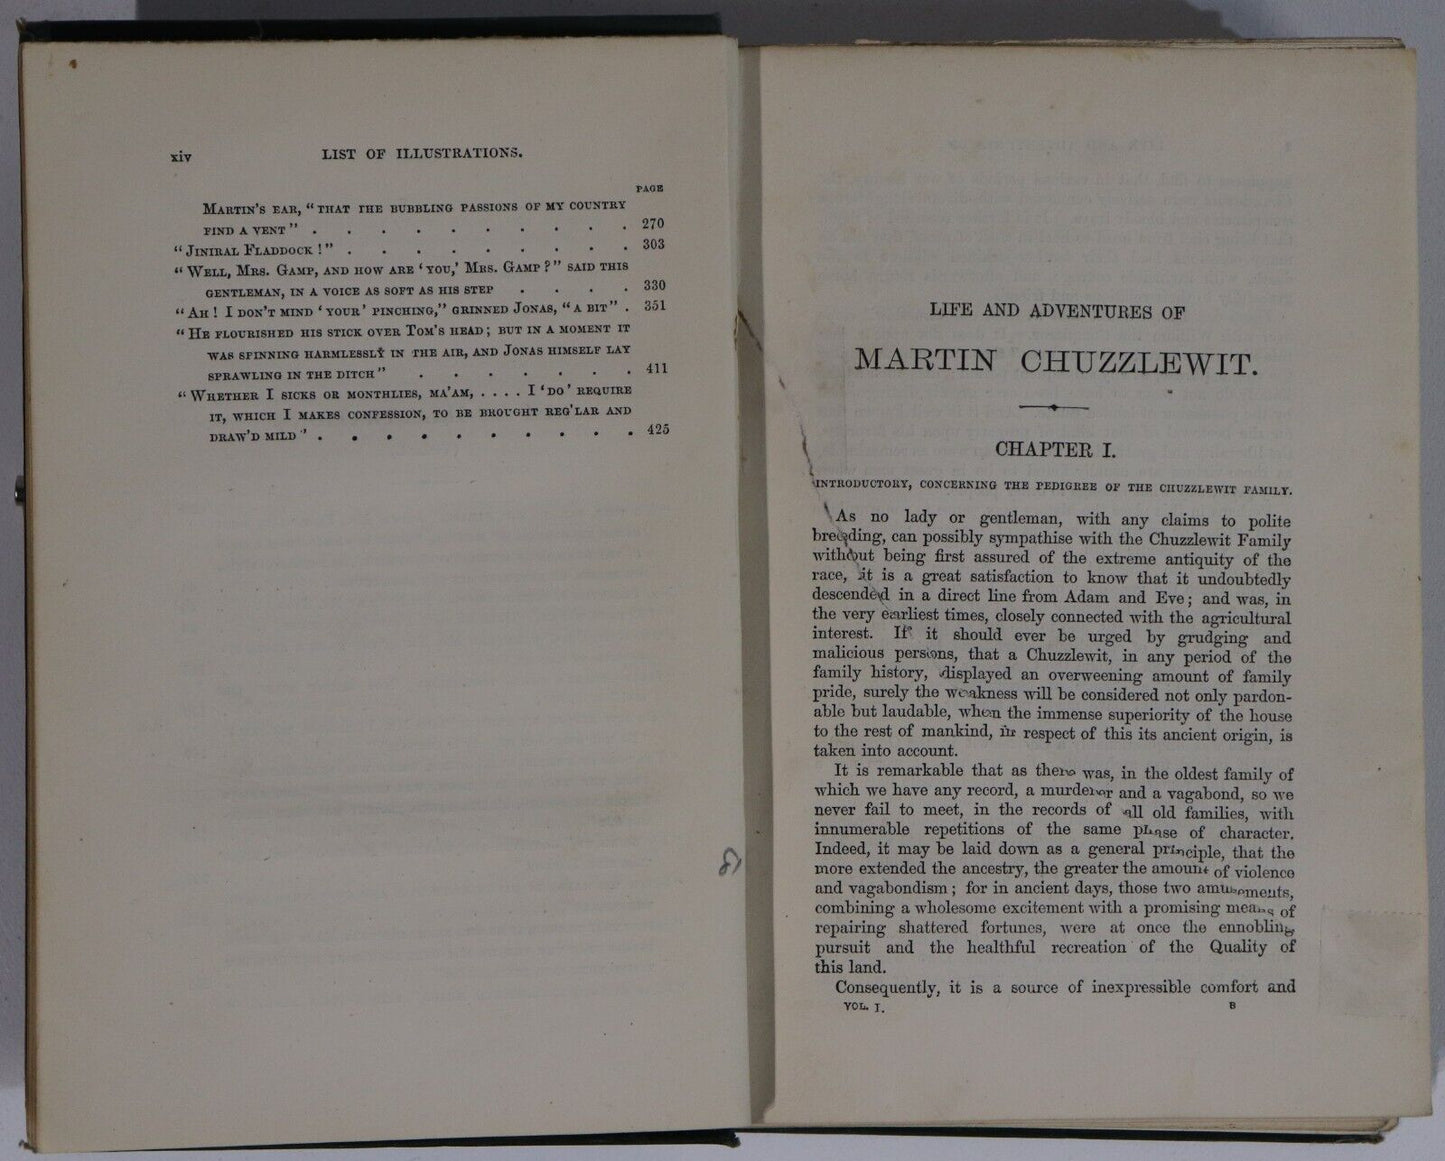 xiv LIST OF ILLUSTRATIONS.
PAGE
MARTIN'S EAR, "THAT THE BUBBLING PASSIONS OF MY COUNTRY
FIND A VENT" . . . . . . . . . . 270
"JINIRAL FLADDOCK!" . . . . . . . . . 303
"WELL, MRS. GAMP, AND HOW ARE 'YOU,' MRS. GAMP?" SAID THIS
GENTLEMAN, IN A VOICE AS SOFT AS HIS STEP . . . . 330
"AH! I DON'T MIND 'YOUR' PINCHING," GRINNED JONAS, "A BIT" . 351
"HE FLOURISHED HIS STICK OVER TOM'S HEAD; BUT IN A MOMENT IT
WAS SPINNING HARMLESSLY IN THE AIR, AND JONAS HIMSELF LAY
SPRAWLING IN THE DITCH" . . . . . . . 411
"WHETHER I SICKS OR MONTHLIES, MA'AM, . . . . I 'DO' REQUIRE
IT, WHICH I MAKES CONFESSION, TO BE BROUGHT REG'LAR AND
DRAW'D MILD" . . . . . . . . . . 425
LIFE AND ADVENTURES OF
MARTIN CHUZZLEWIT.
CHAPTER I.
INTRODUCTORY, CONCERNING THE PEDIGREE OF THE CHUZZLEWIT FAMILY.
As no lady or gentleman, with any claims to polite
breeding, can possibly sympathise with the Chuzzlewit Family
without being first assured of the extreme antiquity of the
race, it is a great satisfaction to know that it undoubtedly
descended in a direct line from Adam and Eve; and was, in
the very earliest times, closely connected with the agricultural
interest. If it should ever be urged by grudging and
malicious persons, that a Chuzzlewit, in any period of the
family history, displayed an overweening amount of family
pride, surely the weakness will be considered not only pardon-
able but laudable, when the immense superiority of the house
to the rest of mankind, in respect of this its ancient origin, is
taken into account.
It is remarkable that as there was, in the oldest family of
which we have any record, a murderer and a vagabond, so we
never fail to meet, in the records of all old families, with
innumerable repetitions of the same phase of character.
Indeed, it may be laid down as a general principle, that the
more extended the ancestry, the greater the amount of violence
and vagabondism; for in ancient days, those two amusements,
combining a wholesome excitement with a promising means of
repairing shattered fortunes, were at once the ennobling
pursuit and the healthful recreation of the Quality of
this land.
Consequently, it is a source of inexpressible comfort and
VOL. I. B